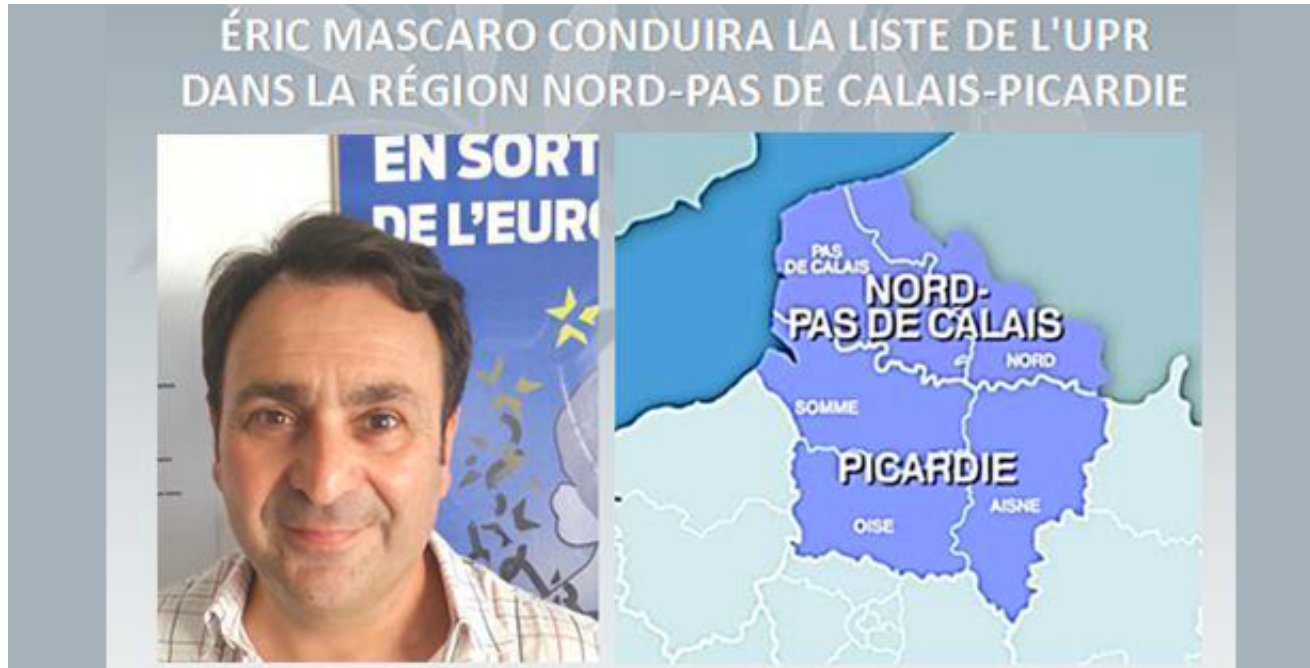 ÉRIC MASCARO CONDUIRA LA LISTE DE L'UPR
DANS LA RÉGION NORD-PAS DE CALAIS-PICARDIE
EN SORT
DE L'EURO
PAS
DE CALAIS
NORD-
PAS DE CALAIS
NORD
SOMME
PICARDIE
AISNE
OISE